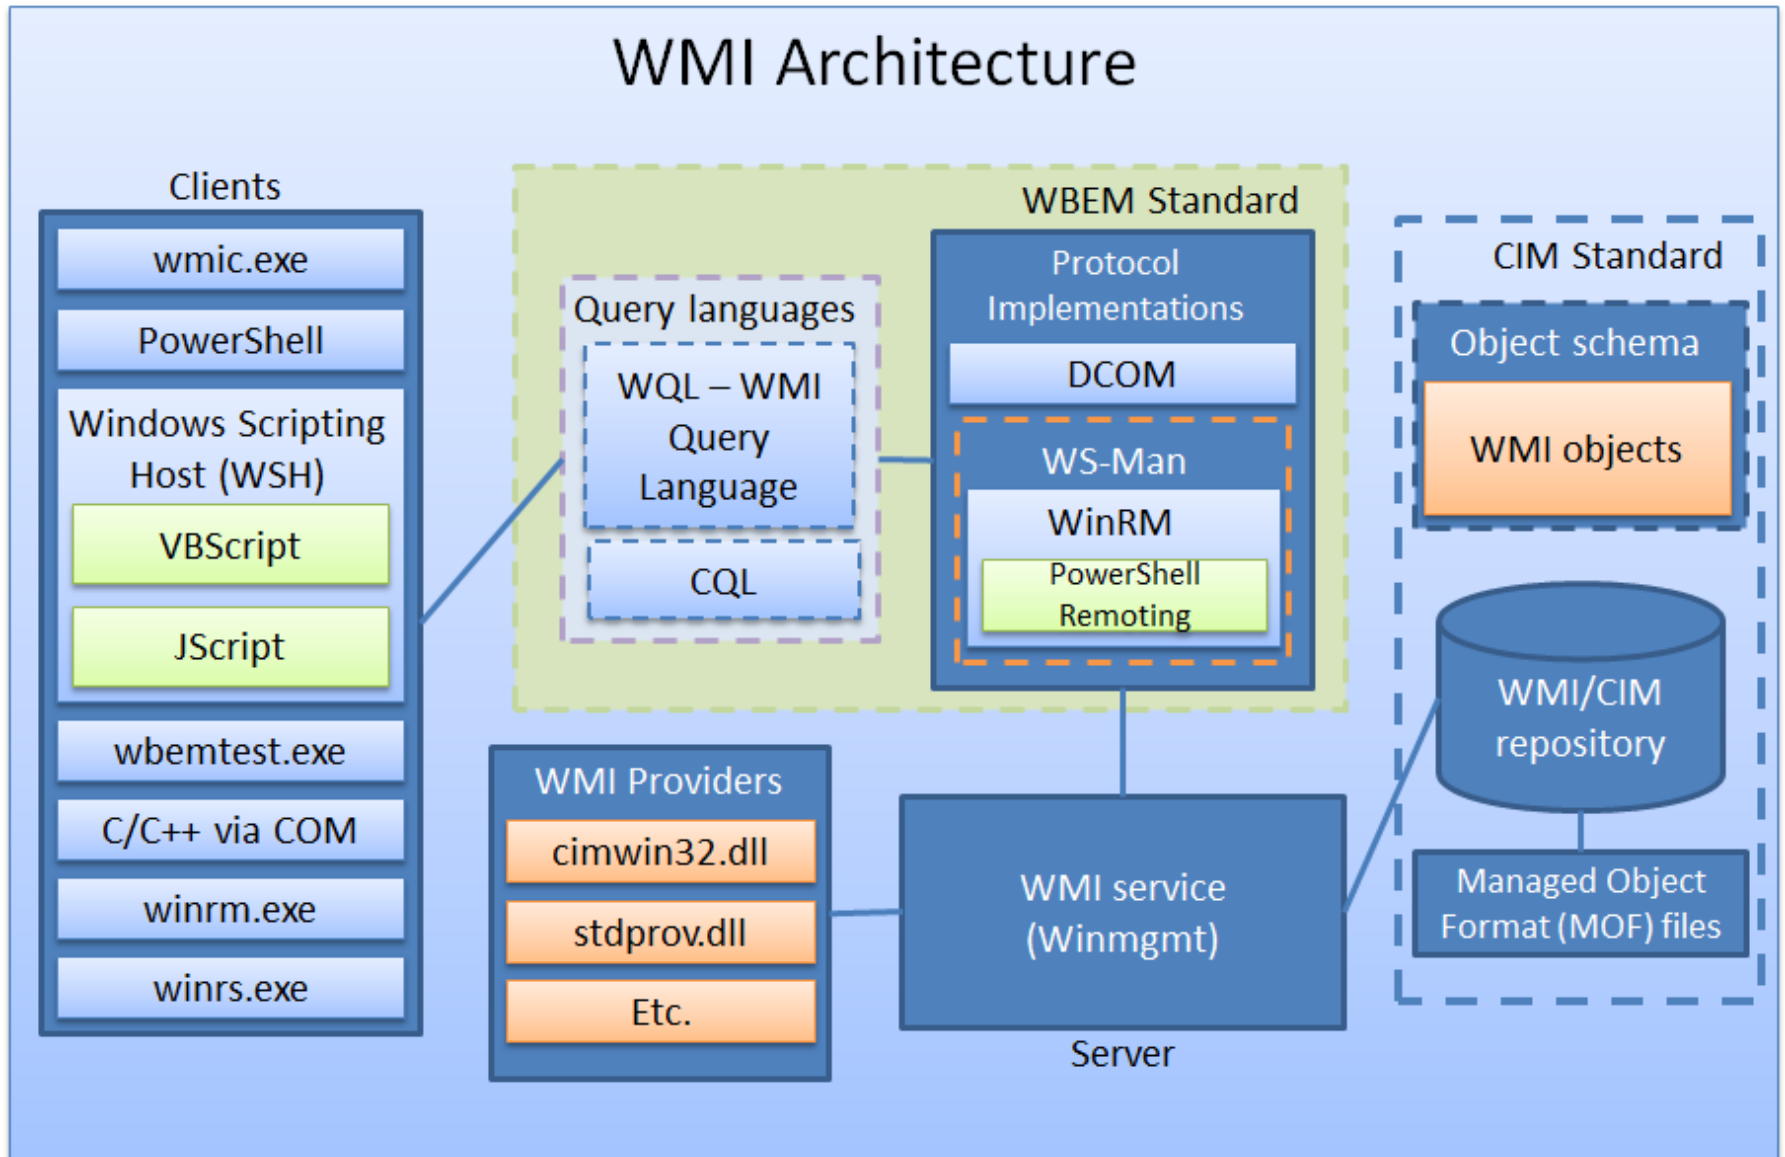 WMI Architecture
Clients
wmic.exe
PowerShell
Windows Scripting
Host (WSH)
VBScript
JScript
wbemtest.exe
C/C++ via COM
winrm.exe
winrs.exe
WBEM Standard
Query languages
WQL – WMI
Query
Language
CQL
Protocol
Implementations
DCOM
WS-Man
WinRM
PowerShell
Remoting
WMI Providers
cimwin32.dll
stdprov.dll
Etc.
WMI service
(Winmgmt)
Server
CIM Standard
Object schema
WMI objects
WMI/CIM
repository
Managed Object
Format (MOF) files